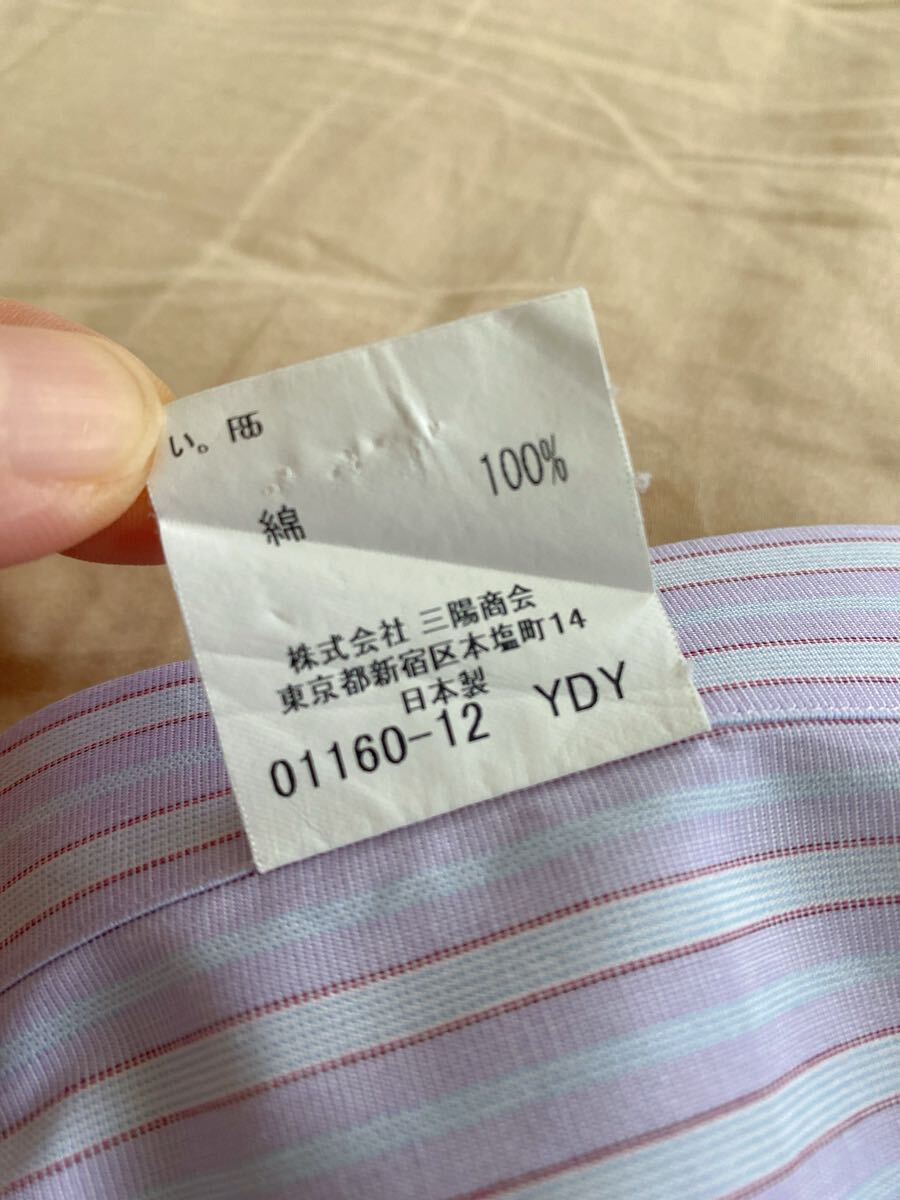 い。
綿 100%
株式会社 三陽商会
東京都新宿区本塩町14
日本製
01160-12 YDY